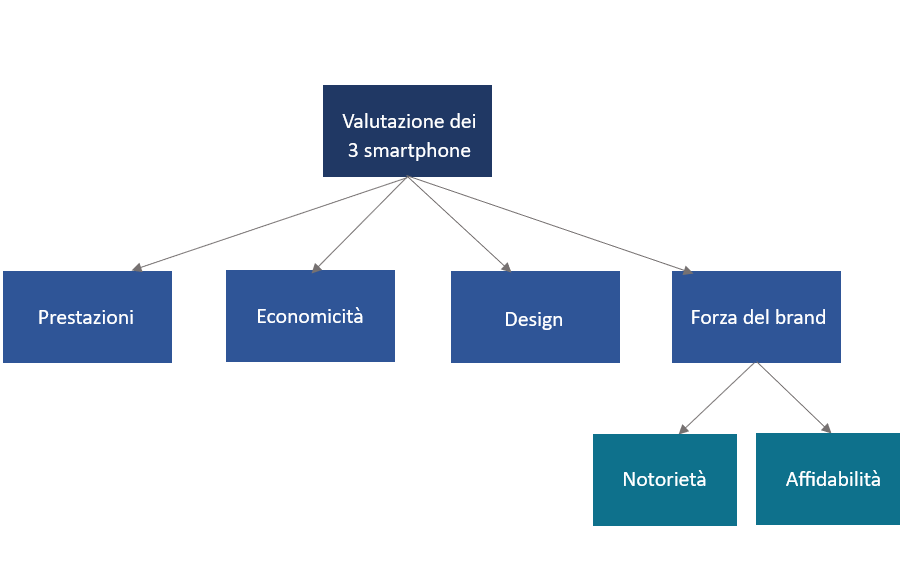 Valutazione dei
3 smartphone
Prestazioni
Economicità
Design
Forza del brand
Notorietà
Affidabilità